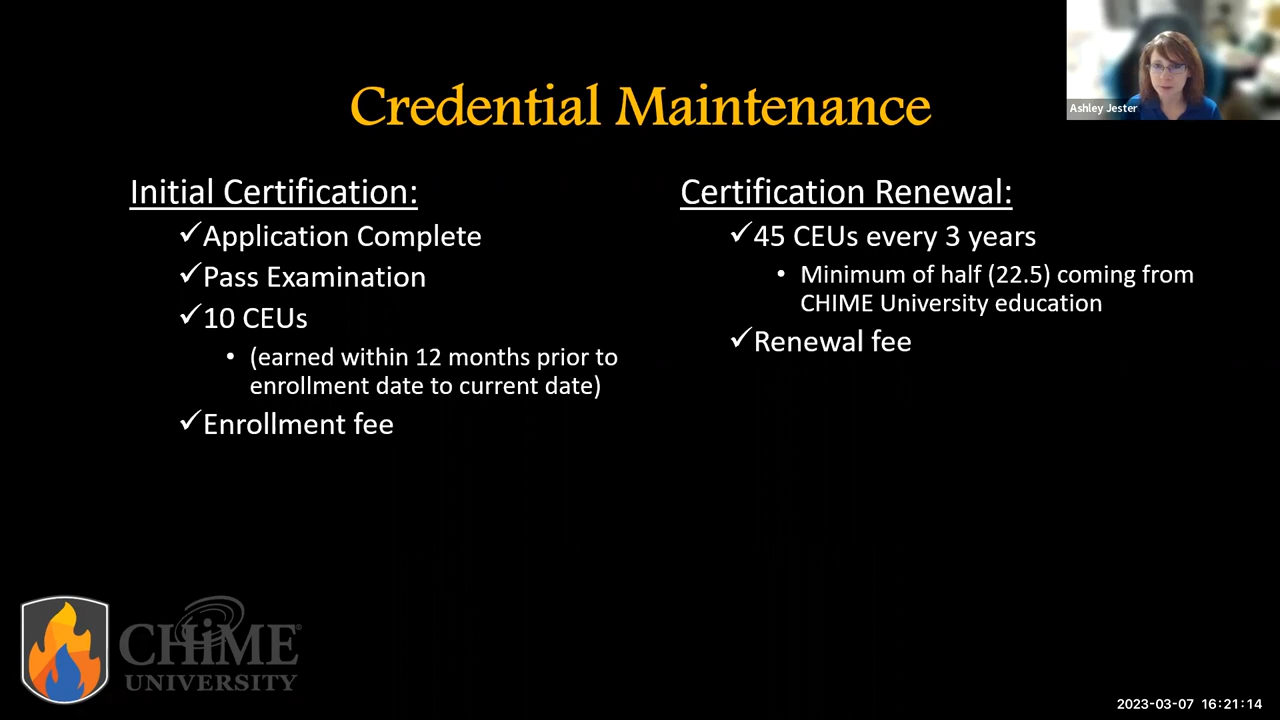 Ashley Jester
Credential Maintenance
Initial Certification:
✓Application Complete
✓Pass Examination
✓10 CEUs
• (earned within 12 months prior to
enrollment date to current date)
✓Enrollment fee
Certification Renewal:
✓45 CEUs every 3 years
• Minimum of half (22.5) coming from
CHIME University education
✓Renewal fee
CHiME®
UNIVERSITY
2023-03-07 16:21:14